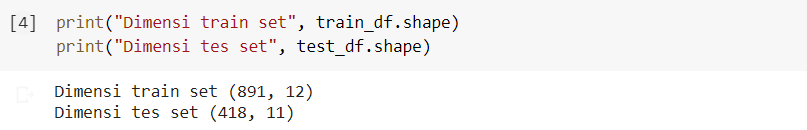 [4] print("Dimensi train set", train_df.shape)
print("Dimensi tes set", test_df.shape)
Dimensi train set (891, 12)
Dimensi tes set (418, 11)